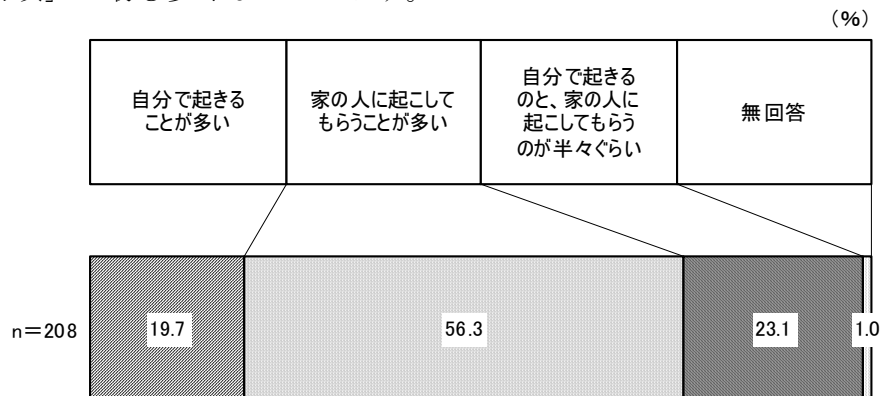 （％）
自分で起きる
ことが多い
家の人に起こして
もらうことが多い
自分で起きる
のと、家の人に
起こしてもらう
のが半々ぐらい
無回答
n＝208
19.7
56.3
23.1
1.0